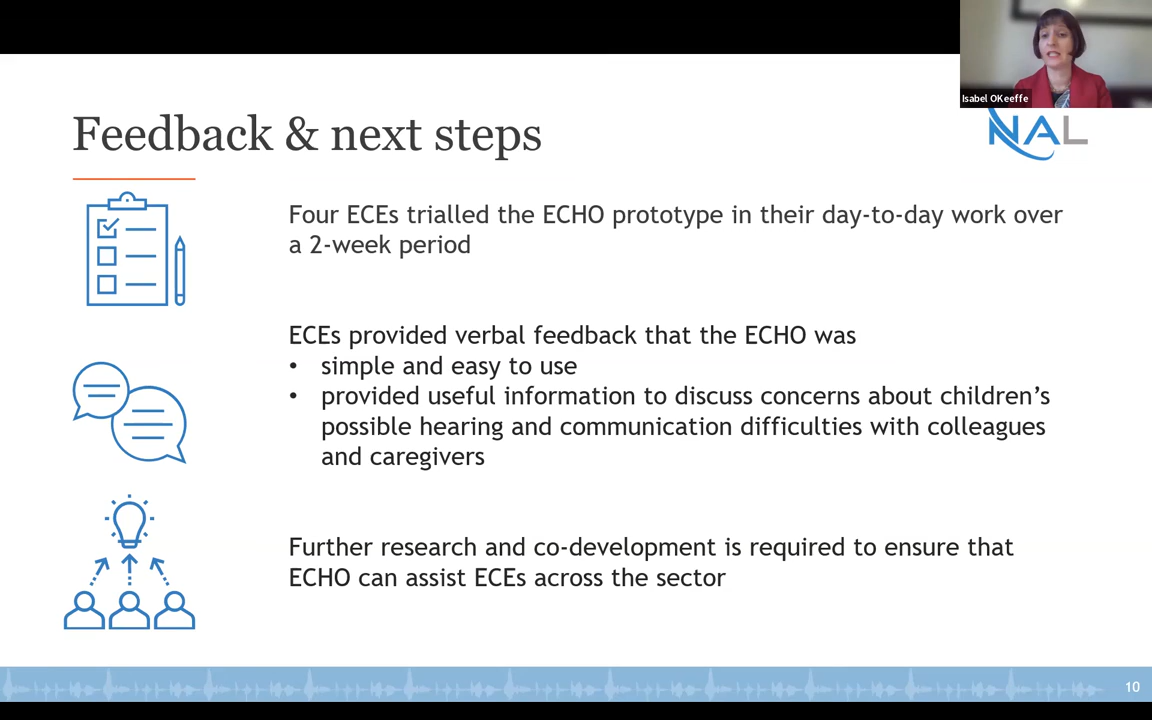 Isabel OKeeffe
NAL
Feedback & next steps
Four ECEs trialled the ECHO prototype in their day-to-day work over
a 2-week period
ECEs provided verbal feedback that the ECHO was
• simple and easy to use
• provided useful information to discuss concerns about children’s
possible hearing and communication difficulties with colleagues
and caregivers
Further research and co-development is required to ensure that
ECHO can assist ECEs across the sector
10